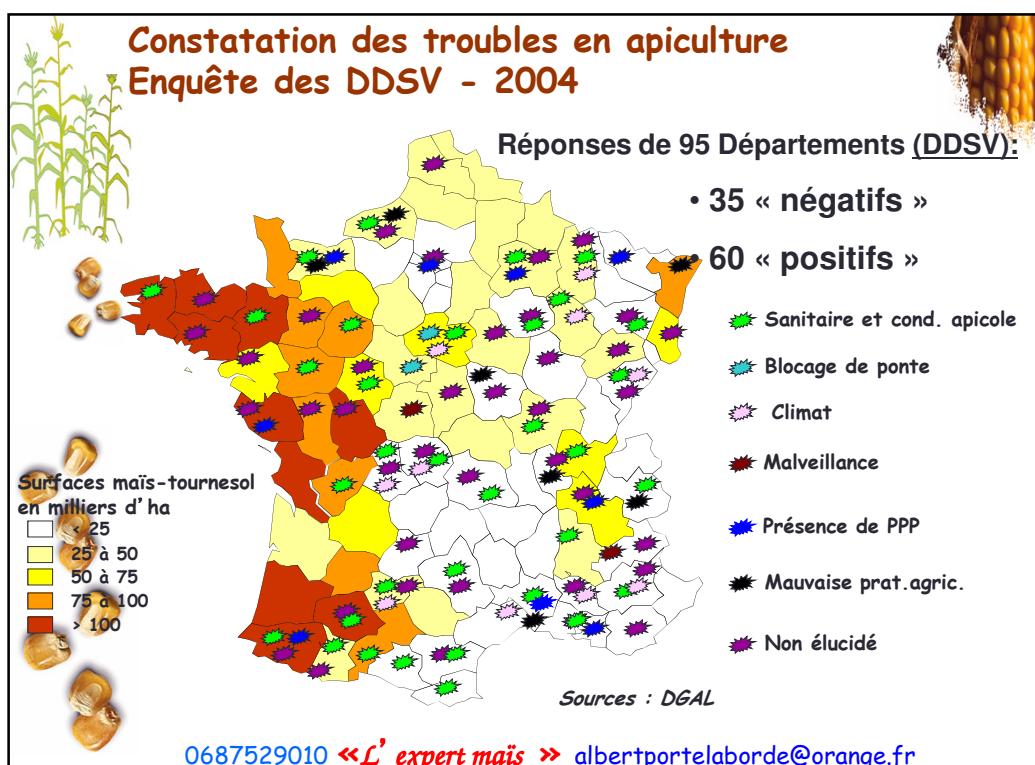 Constatation des troubles en apiculture
Enquête des DDSV - 2004
Réponses de 95 Départements (DDSV):
• 35 « négatifs »
• 60 « positifs »
Sanitaire et cond. apicole
Blocage de ponte
Climat
Malveillance
Présence de PPP
Mauvaise prat.agric.
Non élucidé
Surfaces maïs-tournesol
en milliers d'ha
< 25
25 à 50
50 à 75
75 à 100
> 100
Sources : DGAL
0687529010 «L' expert maïs » albertportelaborde@orange.fr